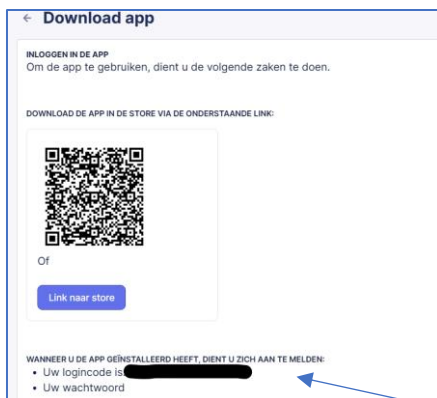 ← Download app
INLOGGEN IN DE APP
Om de app te gebruiken, dient u de volgende zaken te doen.
DOWNLOAD DE APP IN DE STORE VIA DE ONDERSTAANDE LINK:
Of
Link naar store
WANNEER U DE APP GEÏNSTALLEERD HEEFT, DIENT U ZICH AAN TE MELDEN:
• Uw logincode is
• Uw wachtwoord